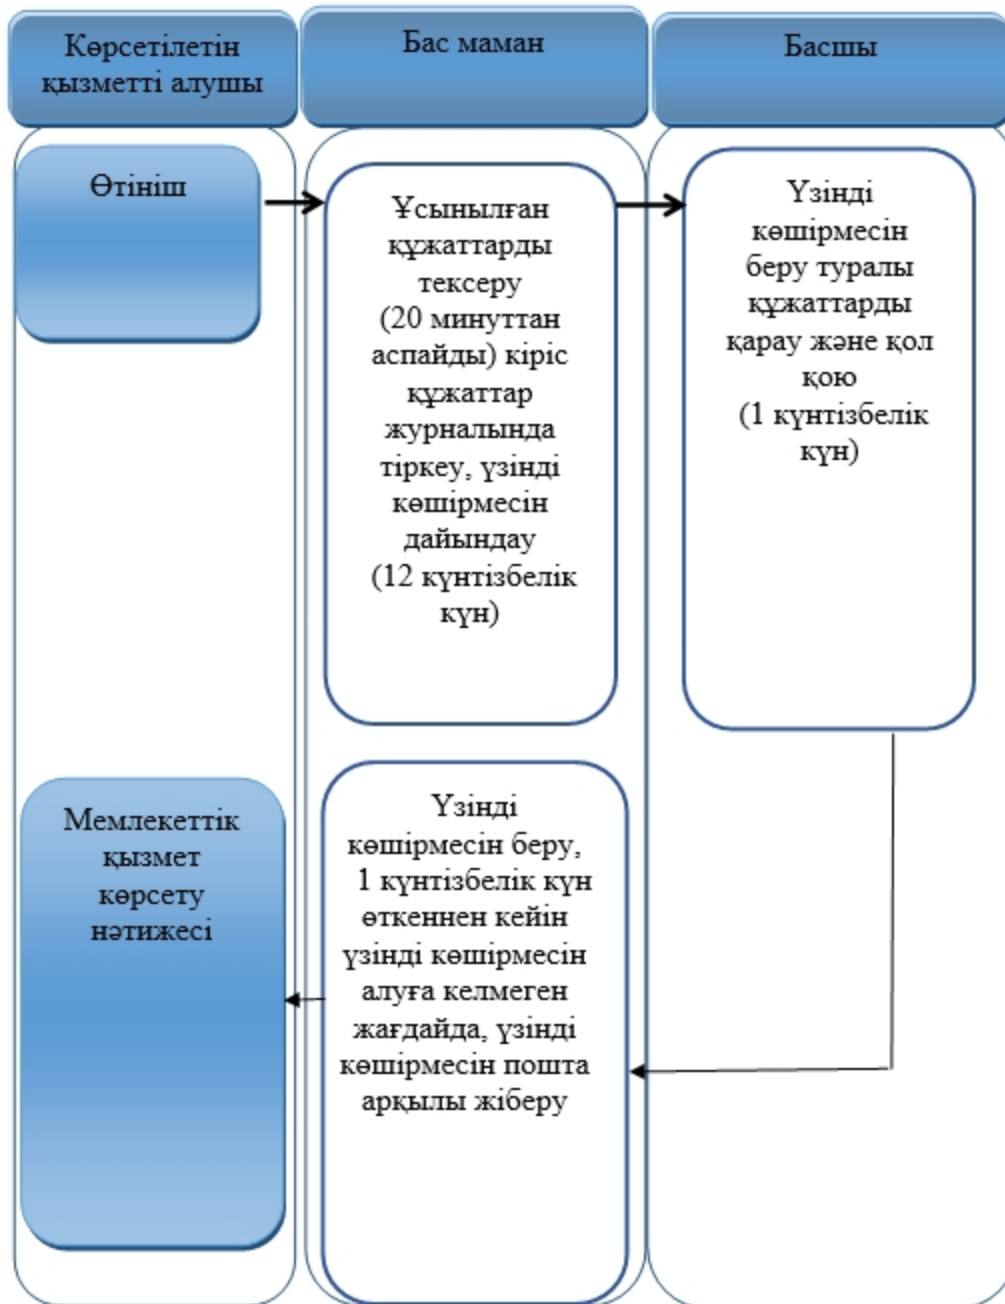 Көрсетілетін
қызметті алушы
Бас маман
Басшы
Өтініш
Ұсынылған
құжаттарды
тексеру
(20 минуттан
аспайды) кіріс
құжаттар
журналында
тіркеу, үзінді
көшірмесін
дайындау
(12 күнтізбелік
күн)
Үзінді
көшірмесін
беру туралы
құжаттарды
қарау және қол
қою
(1 күнтізбелік
күн)
Мемлекеттік
қызмет
көрсету
нәтижесі
Үзінді
көшірмесін беру,
1 күнтізбелік күн
өткеннен кейін
үзінді көшірмесін
алуға келмеген
жағдайда, үзінді
көшірмесін пошта
арқылы жіберу